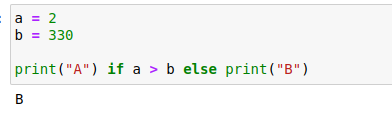 a = 2
b = 330
print("A") if a > b else print("B")
B